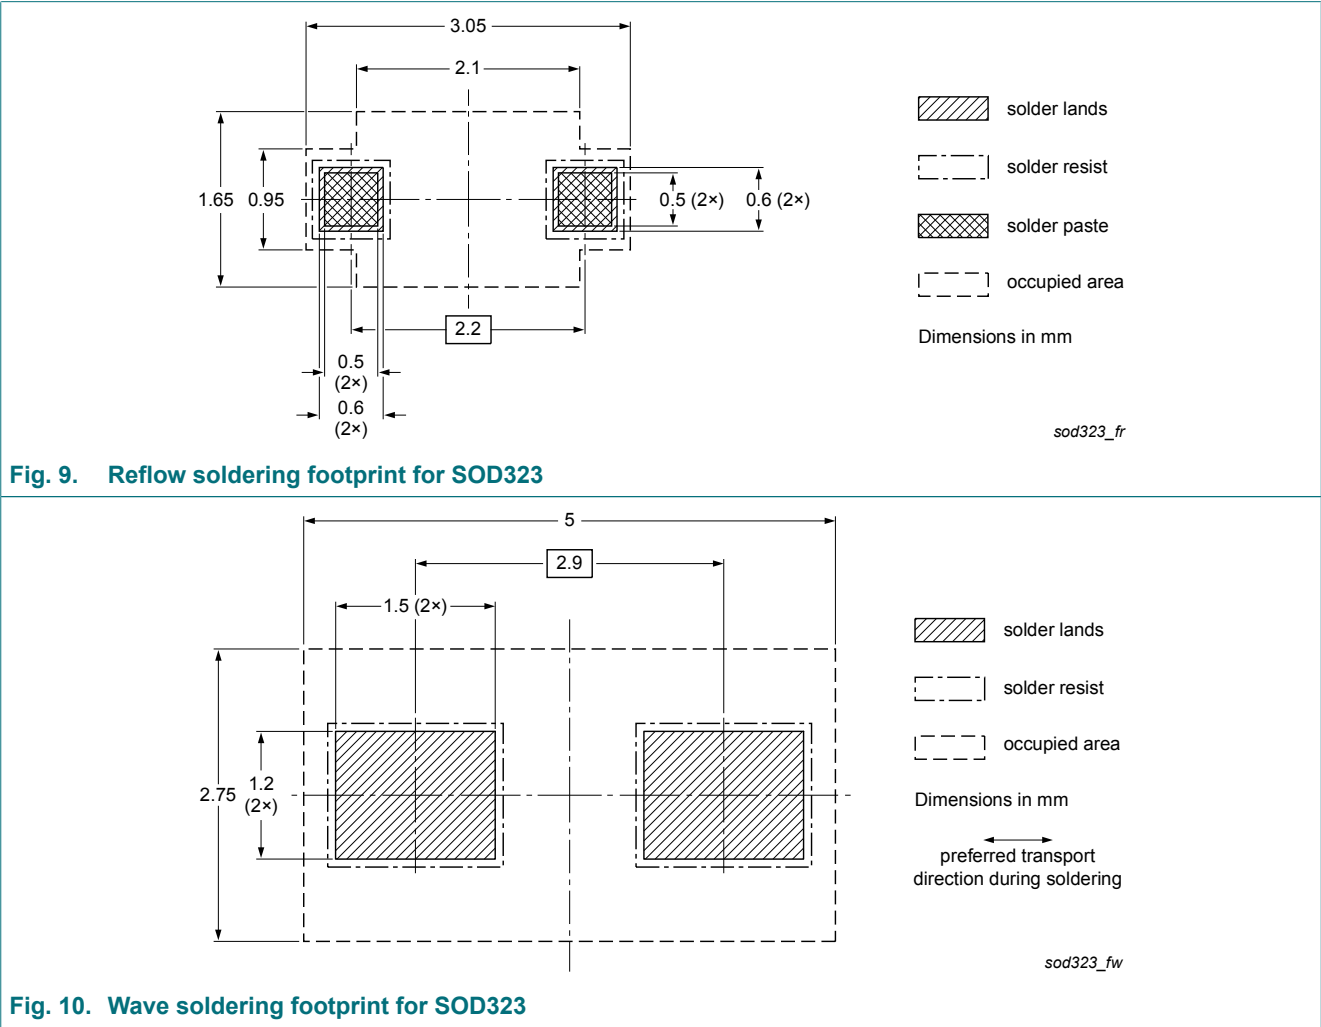 3.05
2.1
solder lands
solder resist
1.65 0.95
0.5 (2×) 0.6 (2×)
solder paste
occupied area
2.2
Dimensions in mm
0.5
(2×)
0.6
(2×)
sod323_fr
Fig. 9. Reflow soldering footprint for SOD323
5
2.9
1.5 (2×)
solder lands
solder resist
occupied area
2.75
1.2
(2×)
Dimensions in mm
preferred transport
direction during soldering
sod323_fw
Fig. 10. Wave soldering footprint for SOD323